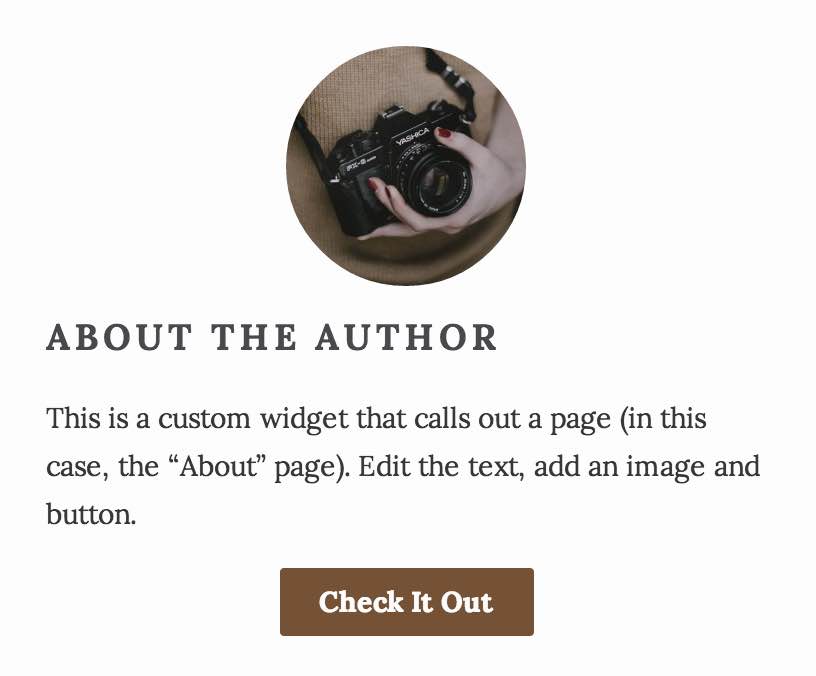 YASHICA
FX-3
ABOUT THE AUTHOR
This is a custom widget that calls out a page (in this
case, the “About” page). Edit the text, add an image and
button.
Check It Out